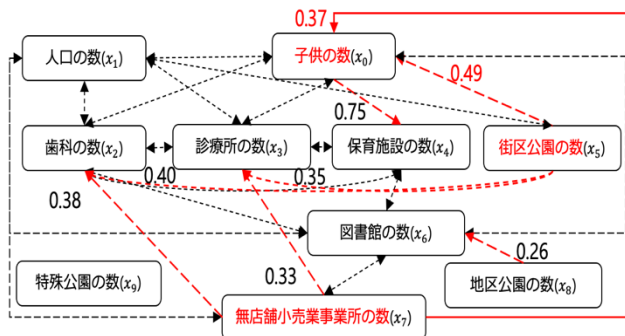 0.37
人口の数(x₁)
子供の数(x₀)
0.49
0.75
歯科の数(x₂)
診療所の数(x₃)
保育施設の数(x₄)
街区公園の数(x₅)
0.40
0.35
0.38
図書館の数(x₆)
0.26
0.33
特殊公園の数(x₉)
地区公園の数(x₈)
無店舗小売業事業所の数(x₇)